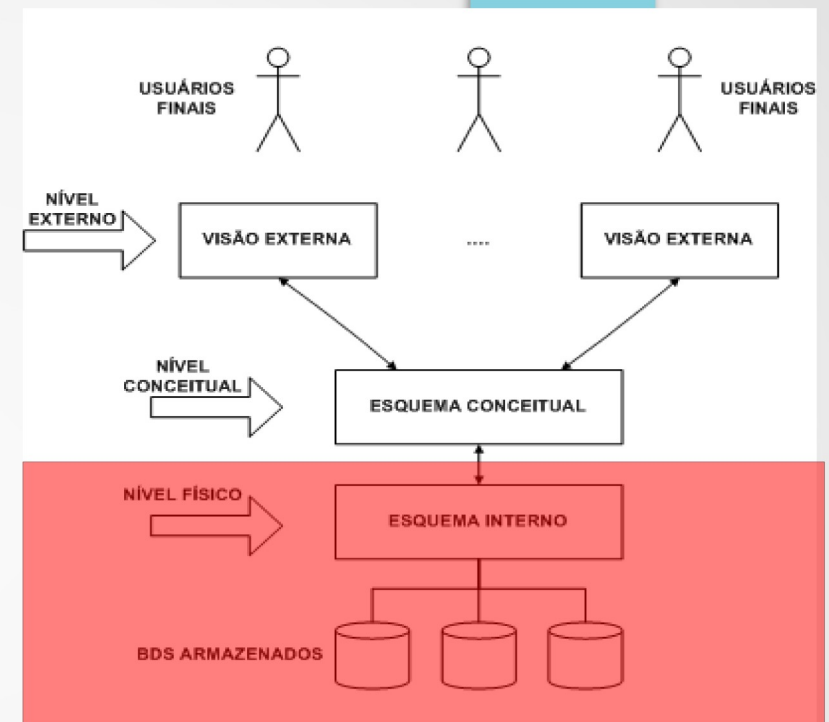 USUÁRIOS
FINAIS
USUÁRIOS
FINAIS
NÍVEL
EXTERNO
VISÃO EXTERNA
....
VISÃO EXTERNA
NÍVEL
CONCEITUAL
ESQUEMA CONCEITUAL
NÍVEL FÍSICO
ESQUEMA INTERNO
BDS ARMAZENADOS